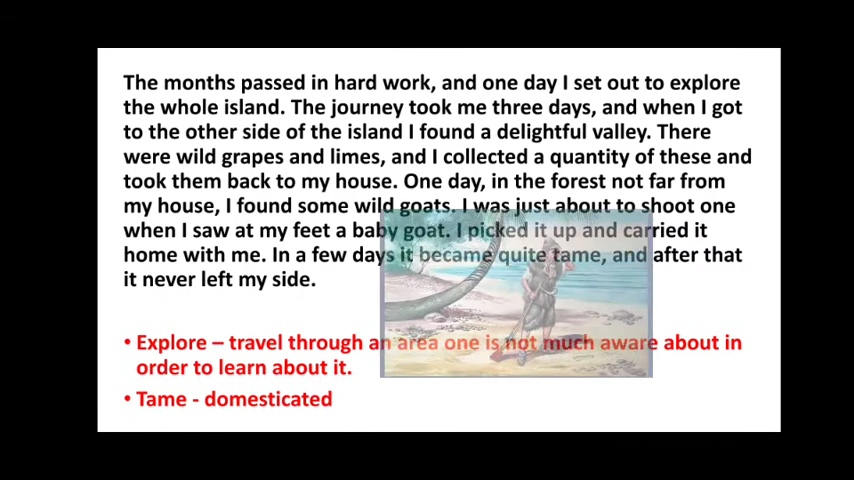 The months passed in hard work, and one day I set out to explore
the whole island. The journey took me three days, and when I got
to the other side of the island I found a delightful valley. There
were wild grapes and limes, and I collected a quantity of these and
took them back to my house. One day, in the forest not far from
my house, I found some wild goats. I was just about to shoot one
when I saw at my feet a baby goat. I picked it up and carried it
home with me. In a few days it became quite tame, and after that
it never left my side.
• Explore – travel through an area one is not much aware about in
order to learn about it.
• Tame - domesticated